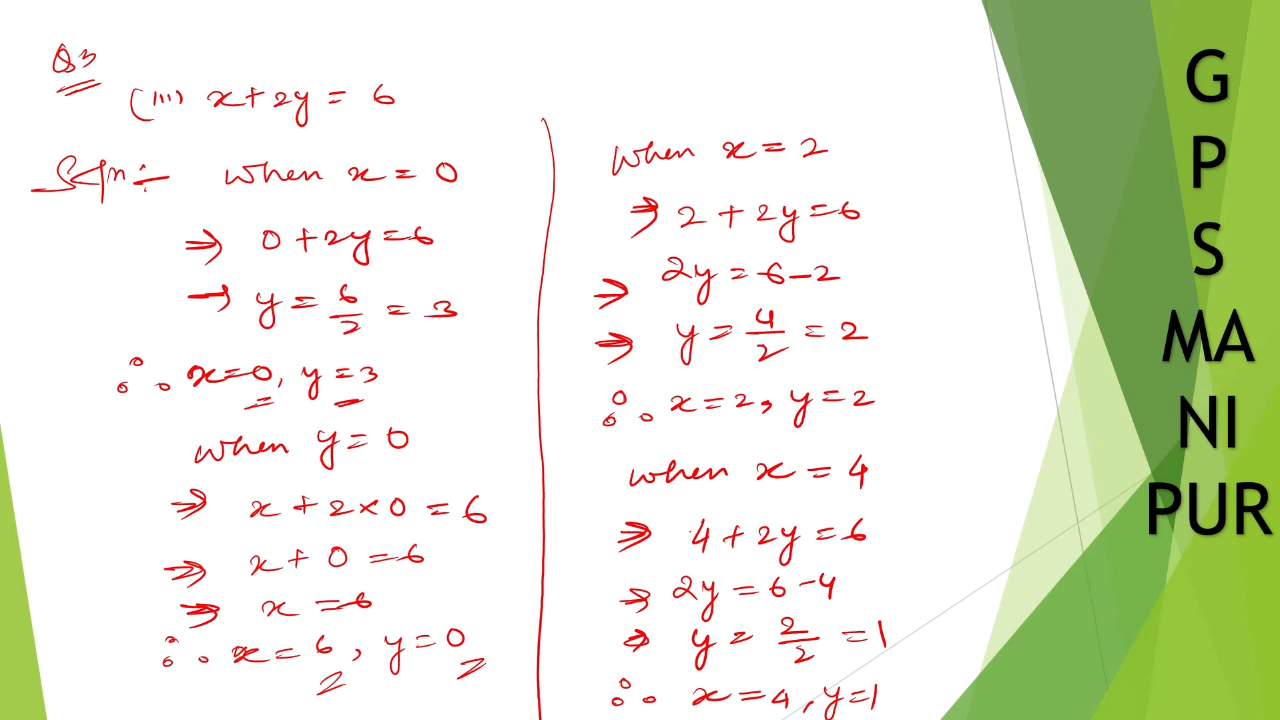 Q3
(iii) x + 2y = 6
Soln:- when x = 0
⇒ 0 + 2y = 6
→ y = 6/2 = 3
∴ x = 0, y = 3
when y = 0
⇒ x + 2 × 0 = 6
⇒ x + 0 = 6
⇒ x = 6
∴ x = 6, y = 0
when x = 2
⇒ 2 + 2y = 6
⇒ 2y = 6 - 2
⇒ y = 4/2 = 2
∴ x = 2, y = 2
when x = 4
⇒ 4 + 2y = 6
⇒ 2y = 6 - 4
⇒ y = 2/2 = 1
∴ x = 4, y = 1
G
P
S
MA
NI
PUR